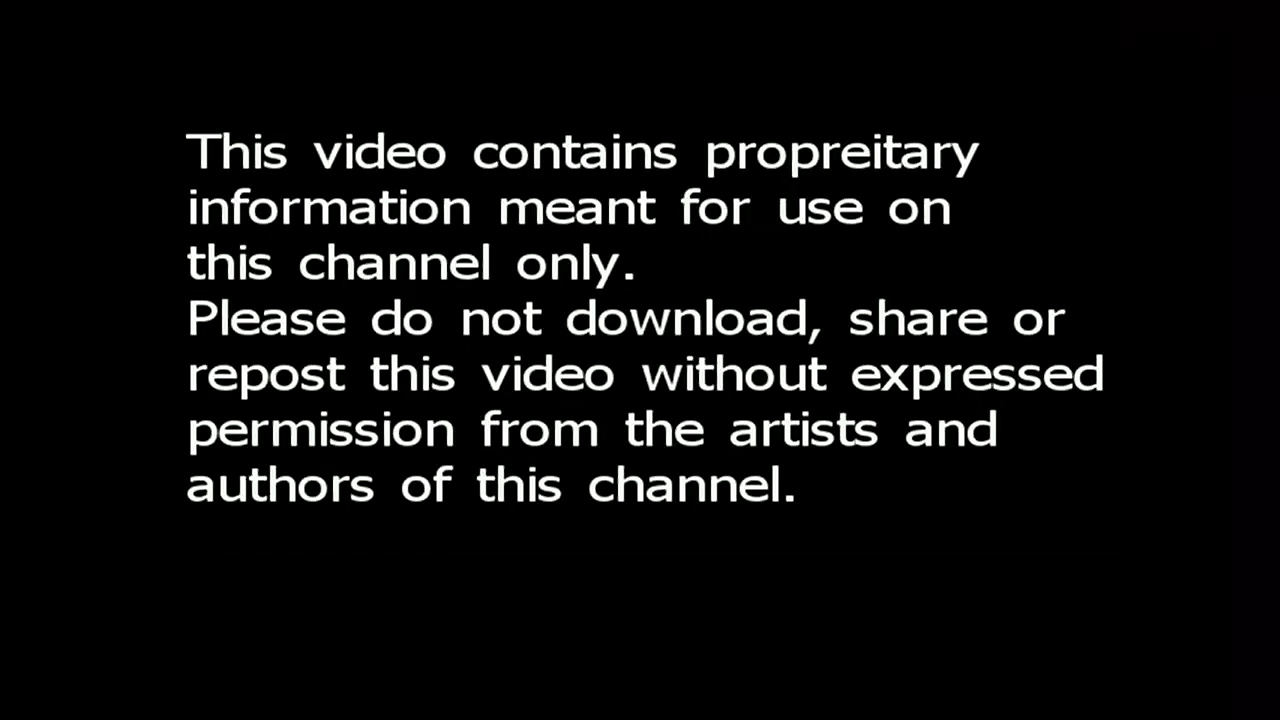 This video contains propreitary
information meant for use on
this channel only.
Please do not download, share or
repost this video without expressed
permission from the artists and
authors of this channel.